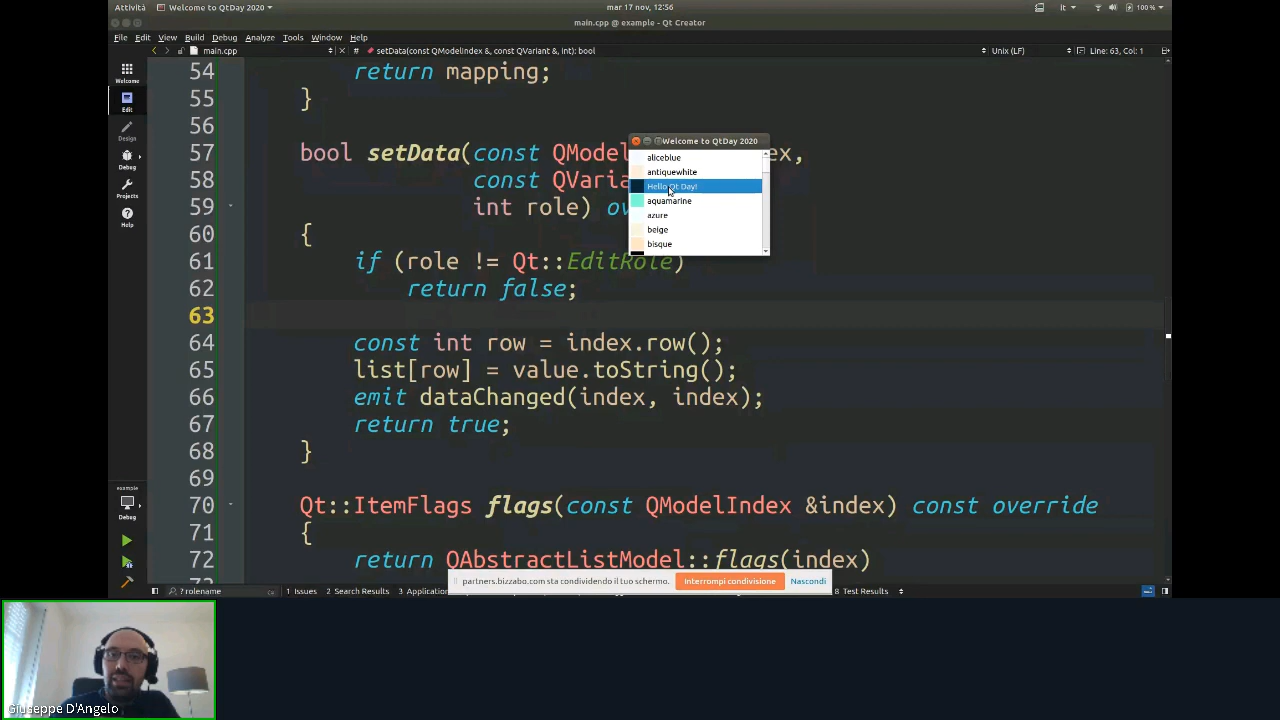 Attività Welcome to QtDay 2020 mar 17 nov, 12:56 it 100 %
main.cpp @ example - Qt Creator
File Edit View Build Debug Analyze Tools Window Help
main.cpp # setData(const QModelIndex &, const QVariant &, int): bool Unix (LF) Line: 63, Col: 1
Welcome
Edit
Design
Debug
Projects
Help
example
Debug
54 return mapping;
55 }
56
57 bool setData(const QModel ex,
58 const QVaria
59 int role) ov
60 {
61 if (role != Qt::EditRole)
62 return false;
63
64 const int row = index.row();
65 list[row] = value.toString();
66 emit dataChanged(index, index);
67 return true;
68 }
69
70 Qt::ItemFlags flags(const QModelIndex &index) const override
71 {
72 return QAbstractListModel::flags(index)
Welcome to QtDay 2020
aliceblue
antiquewhite
Hello Qt Day!
aquamarine
azure
beige
bisque
partners.bizzabo.com sta condividendo il tuo schermo. Interrompi condivisione Nascondi
? rolename 1 Issues 2 Search Results 3 Application 8 Test Results
Giuseppe D'Angelo